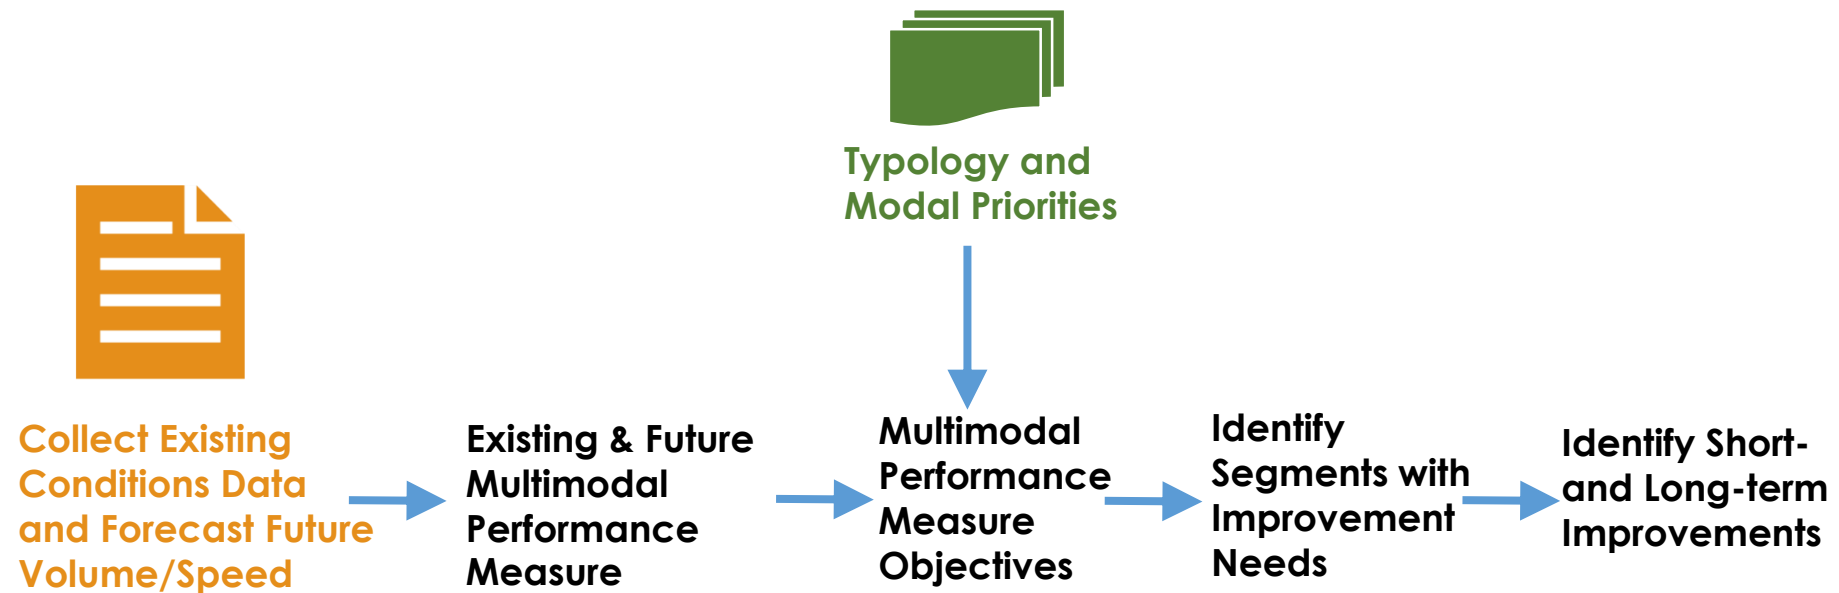 Typology and
Modal Priorities
Collect Existing
Conditions Data
and Forecast Future
Volume/Speed
Existing & Future
Multimodal
Performance
Measure
Multimodal
Performance
Measure
Objectives
Identify
Segments with
Improvement
Needs
Identify Short-
and Long-term
Improvements